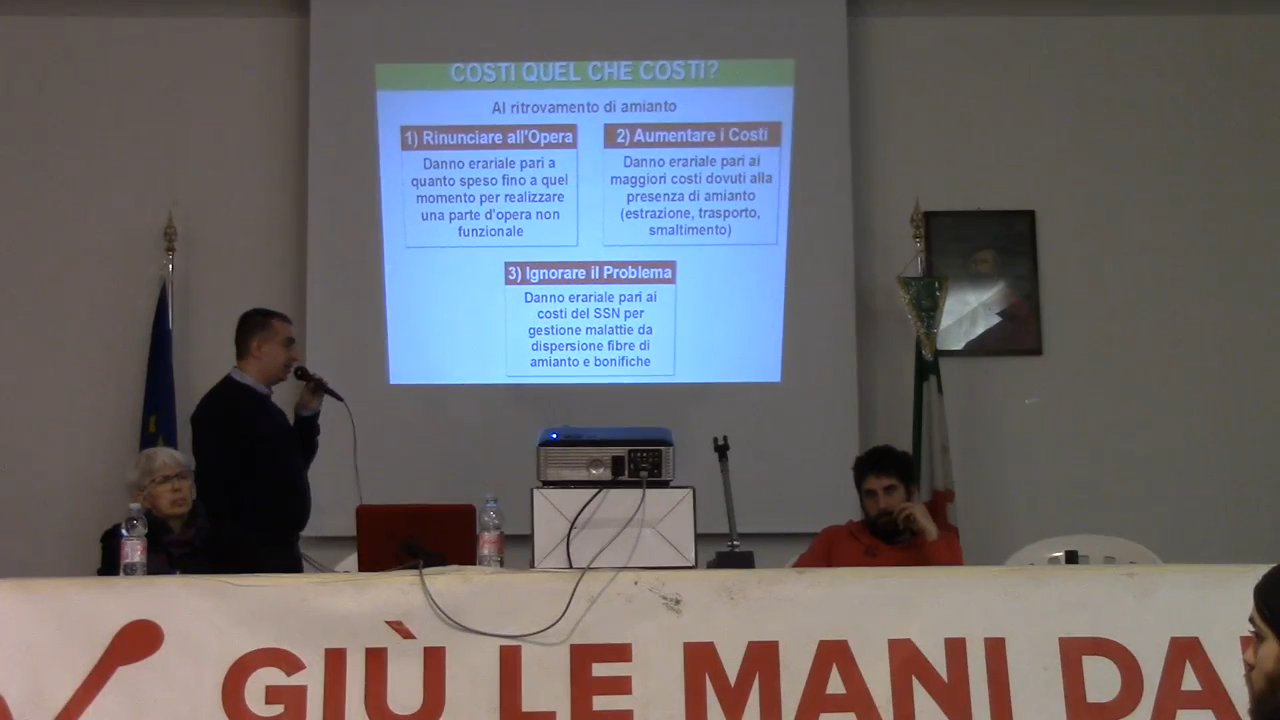 COSTI QUEL CHE COSTI?
Al ritrovamento di amianto
1) Rinunciare all'Opera
Danno erariale pari a
quanto speso fino a quel
momento per realizzare
una parte d'opera non
funzionale
2) Aumentare i Costi
Danno erariale pari ai
maggiori costi dovuti alla
presenza di amianto
(estrazione, trasporto,
smaltimento)
3) Ignorare il Problema
Danno erariale pari ai
costi del SSN per
gestione malattie da
dispersione fibre di
amianto e bonifiche
GIÙ LE MANI DA